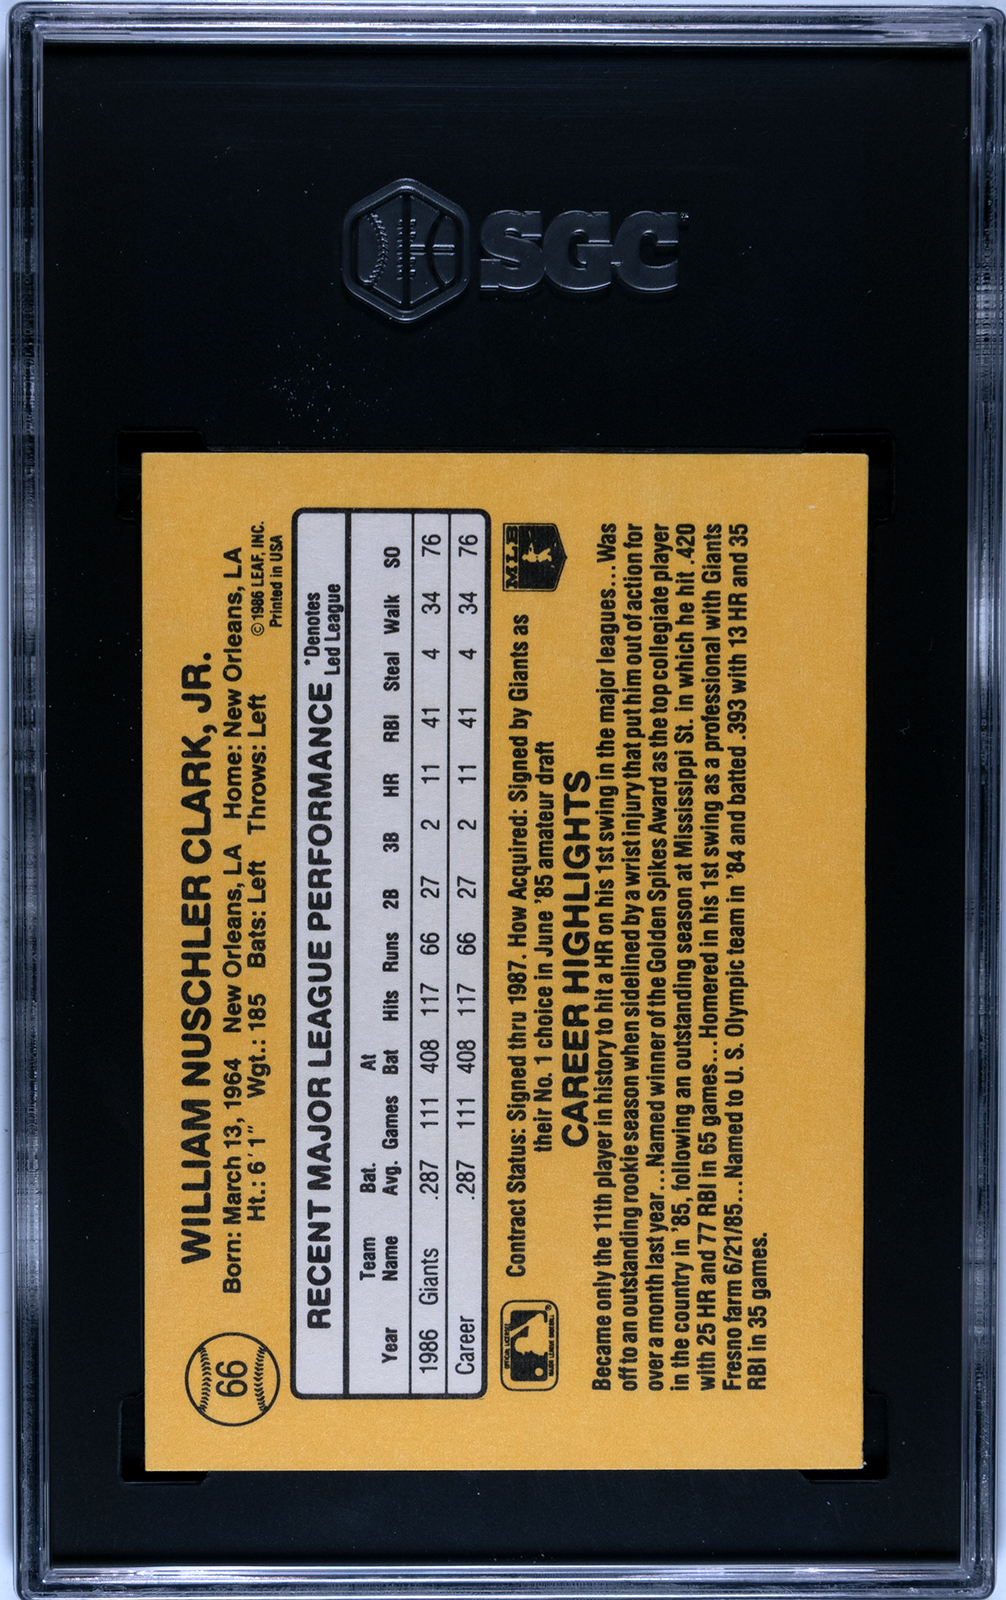 SGC
66
WILLIAM NUSCHLER CLARK, JR.
Born: March 13, 1964 New Orleans, LA Home: New Orleans, LA
Ht.: 6'1" Wgt.: 185 Bats: Left Throws: Left
© 1986 LEAF, INC.
Printed in USA
RECENT MAJOR LEAGUE PERFORMANCE *Denotes Led League
Year Team Name Bat. Avg. Games At Bat Hits Runs 2B 3B HR RBI Steal Walk SO
1986 Giants .287 111 408 117 66 27 2 11 41 4 34 76
Career .287 111 408 117 66 27 2 11 41 4 34 76
Contract Status: Signed thru 1987. How Acquired: Signed by Giants as
their No. 1 choice in June '85 amateur draft
MLB
CAREER HIGHLIGHTS
Became only the 11th player in history to hit a HR on his 1st swing in the major leagues...Was
off to an outstanding rookie season when sidelined by a wrist injury that put him out of action for
over a month last year...Named winner of the Golden Spikes Award as the top collegiate player
in the country in '85, following an outstanding season at Mississippi St. in which he hit .420
with 25 HR and 77 RBI in 65 games...Homered in his 1st swing as a professional with Giants
Fresno farm 6/21/85...Named to U. S. Olympic team in '84 and batted .393 with 13 HR and 35
RBI in 35 games.